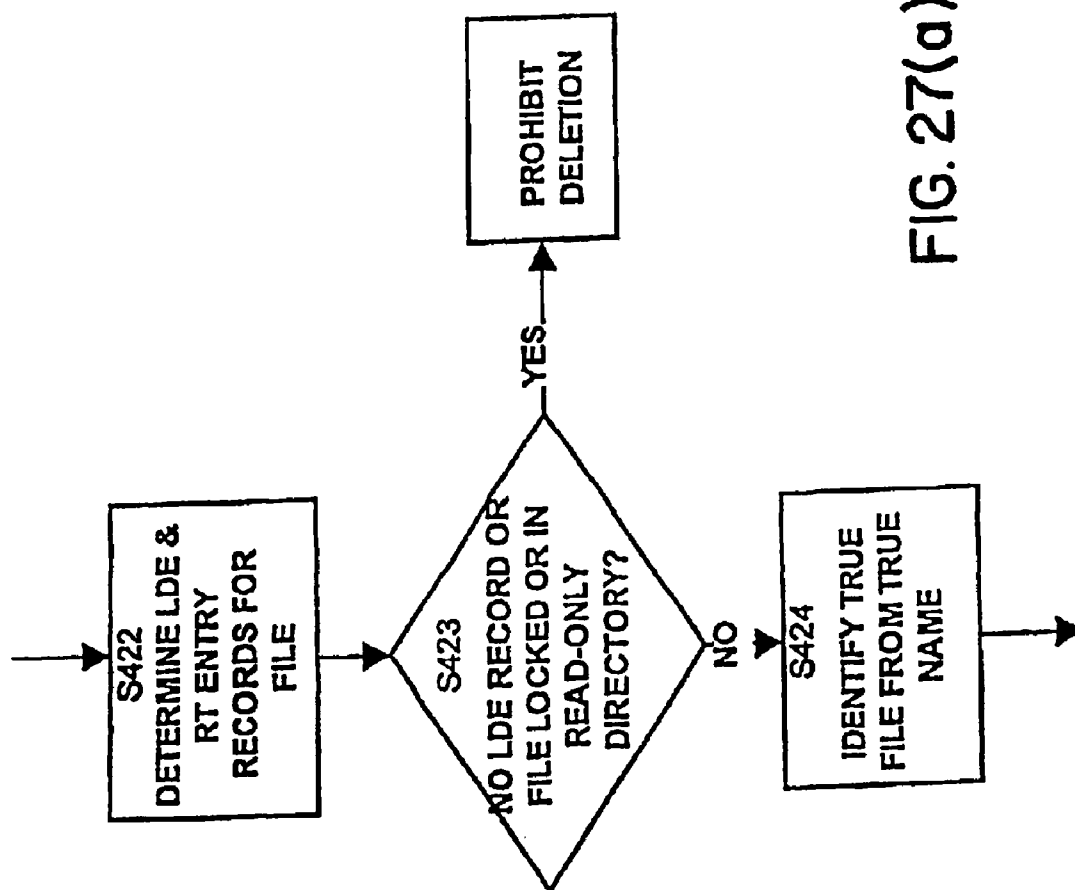 S422
DETERMINE LDE &
RT ENTRY
RECORDS FOR
FILE
S423
NO LDE RECORD OR
FILE LOCKED OR IN
READ-ONLY
DIRECTORY?
YES
PROHIBIT
DELETION
NO
S424
IDENTIFY TRUE
FILE FROM TRUE
NAME
FIG. 27(a)